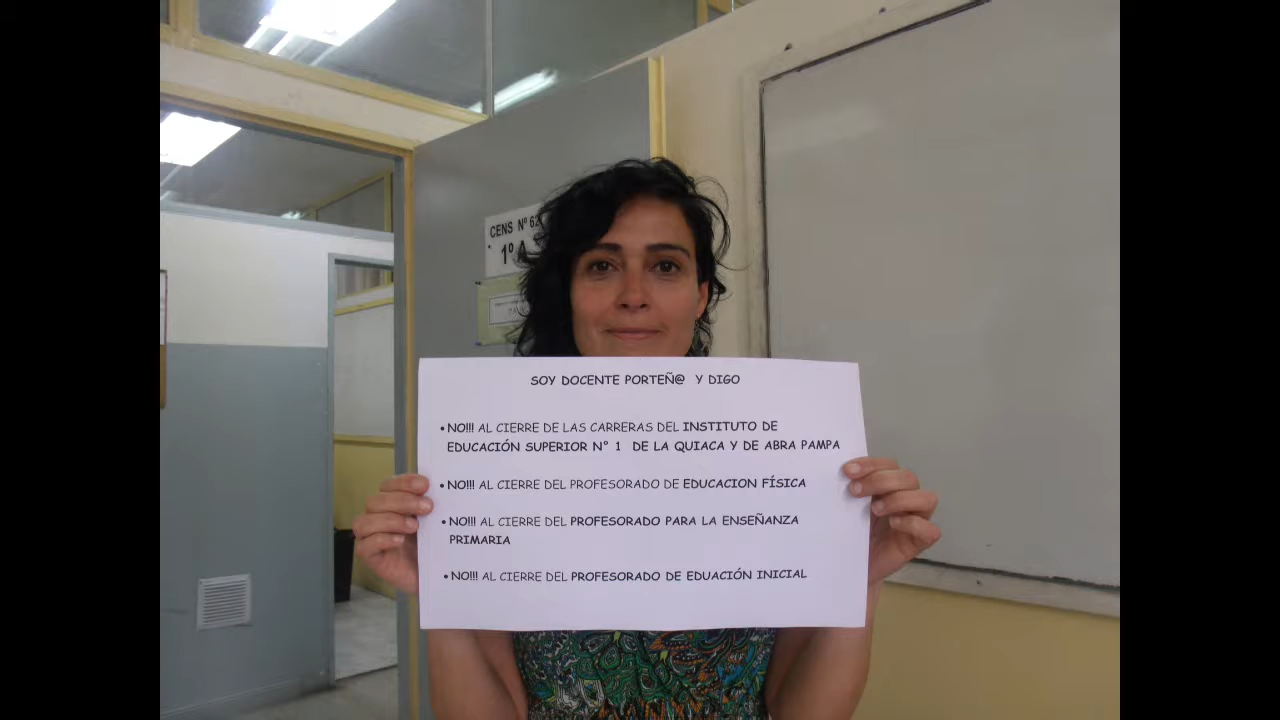 CENS Nº 62
1º A
SOY DOCENTE PORTEÑ@ Y DIGO
• NO!!! AL CIERRE DE LAS CARRERAS DEL INSTITUTO DE
EDUCACIÓN SUPERIOR N° 1 DE LA QUIACA Y DE ABRA PAMPA
• NO!!! AL CIERRE DEL PROFESORADO DE EDUCACION FÍSICA
• NO!!! AL CIERRE DEL PROFESORADO PARA LA ENSEÑANZA
PRIMARIA
• NO!!! AL CIERRE DEL PROFESORADO DE EDUACIÓN INICIAL